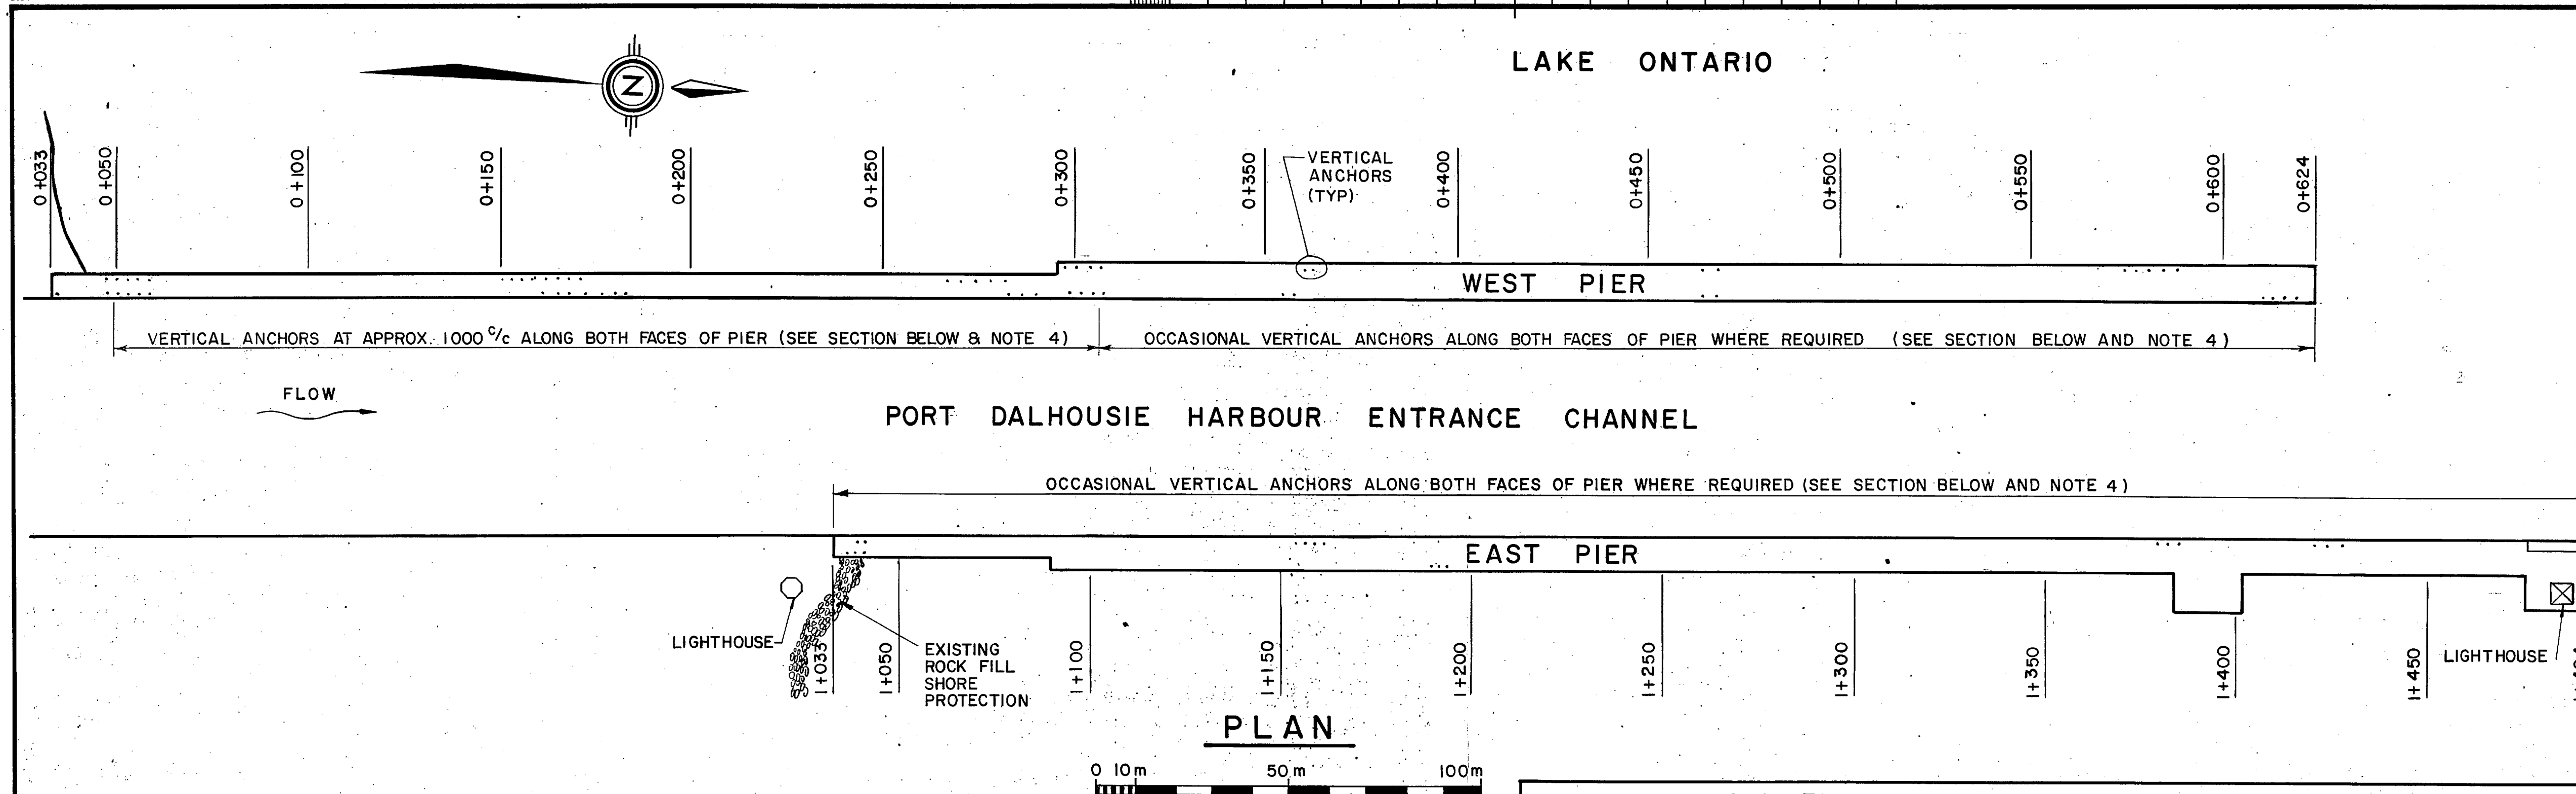 LAKE ONTARIO
N
0+033
0+050
0+100
0+150
0+200
0+250
0+300
0+350
VERTICAL
ANCHORS
(TYP)
0+400
0+450
0+500
0+550
0+600
0+624
WEST PIER
VERTICAL ANCHORS AT APPROX. 1000 c/c ALONG BOTH FACES OF PIER (SEE SECTION BELOW & NOTE 4)
OCCASIONAL VERTICAL ANCHORS ALONG BOTH FACES OF PIER WHERE REQUIRED (SEE SECTION BELOW AND NOTE 4)
FLOW
PORT DALHOUSIE HARBOUR ENTRANCE CHANNEL
OCCASIONAL VERTICAL ANCHORS ALONG BOTH FACES OF PIER WHERE REQUIRED (SEE SECTION BELOW AND NOTE 4)
EAST PIER
LIGHTHOUSE
1+033
EXISTING
ROCK FILL
SHORE
PROTECTION
1+050
1+100
1+150
1+200
1+250
1+300
1+350
1+400
1+450
LIGHTHOUSE
PLAN
0 10m 50m 100m